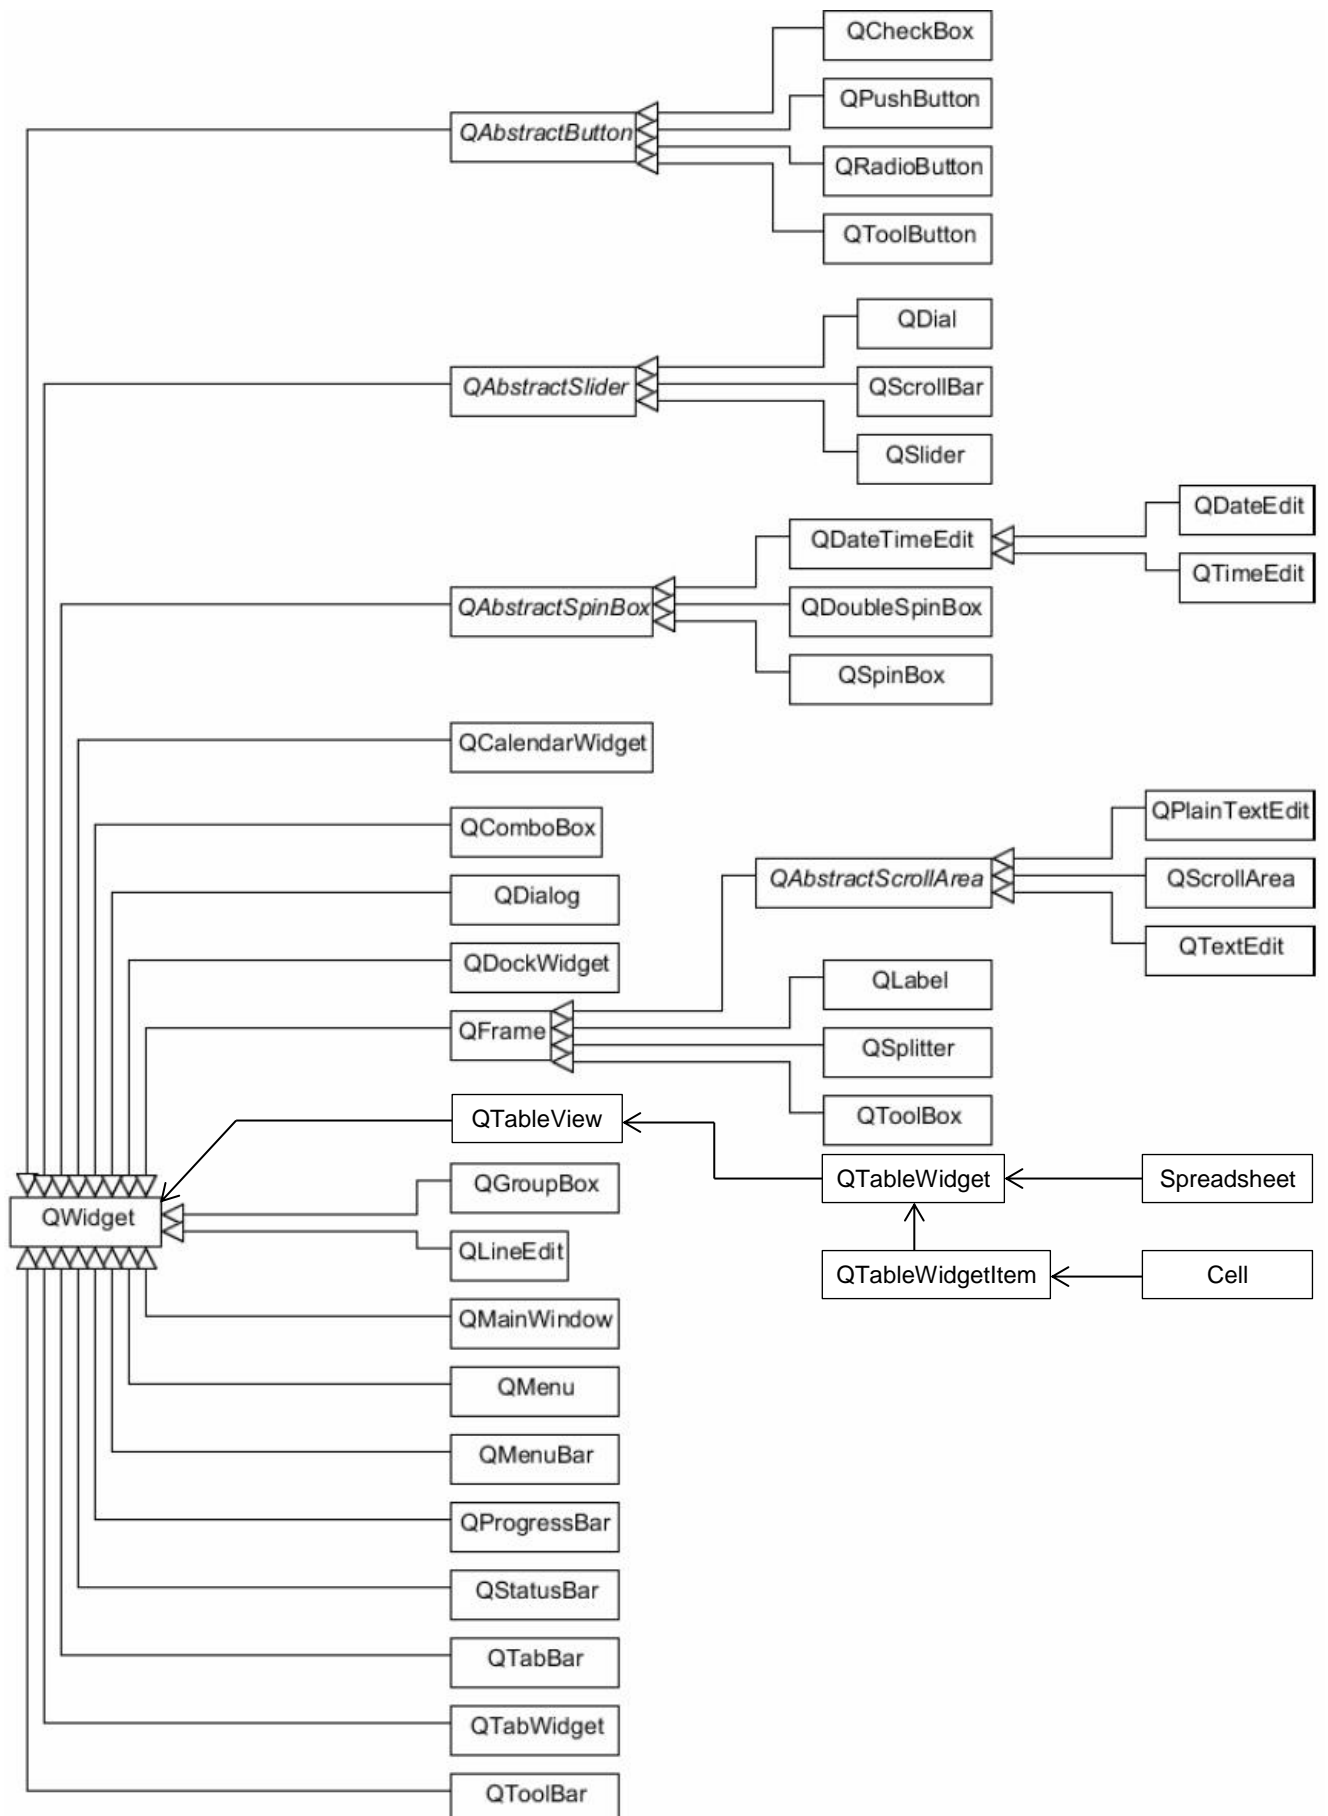 QCheckBox
QPushButton
QAbstractButton
QRadioButton
QToolButton
QDial
QAbstractSlider
QScrollBar
QSlider
QDateEdit
QDateTimeEdit
QTimeEdit
QAbstractSpinBox
QDoubleSpinBox
QSpinBox
QCalendarWidget
QPlainTextEdit
QComboBox
QAbstractScrollArea
QScrollArea
QDialog
QTextEdit
QDockWidget
QLabel
QFrame
QSplitter
QTableView
QToolBox
QTableWidget
Spreadsheet
QGroupBox
QWidget
QLineEdit
QTableWidgetItem
Cell
QMainWindow
QMenu
QMenuBar
QProgressBar
QStatusBar
QTabBar
QTabWidget
QToolBar